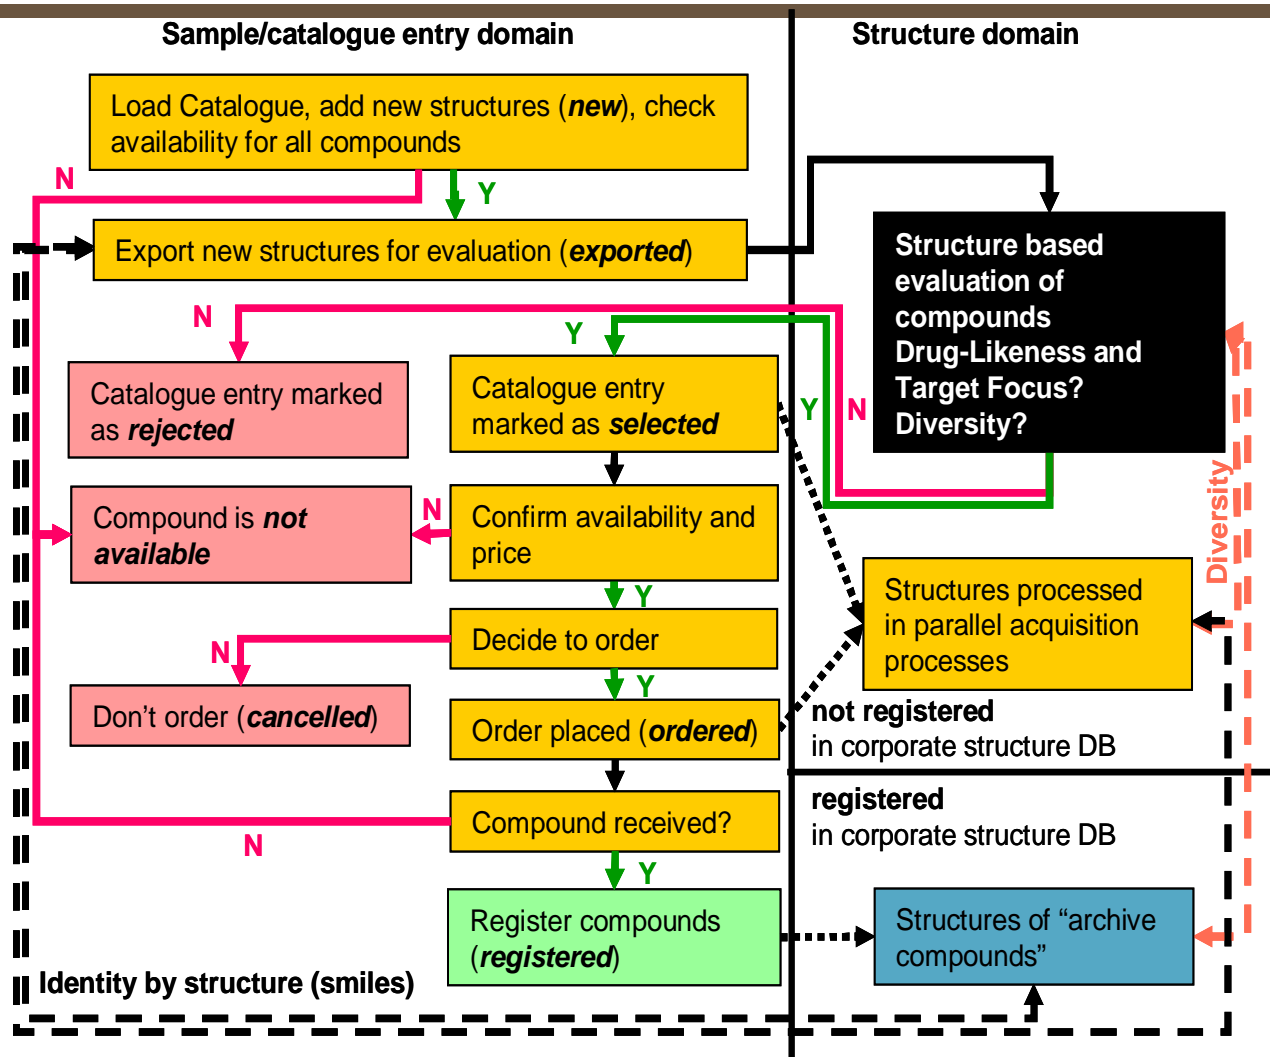 Sample/catalogue entry domain
Structure domain
Load Catalogue, add new structures (new), check
availability for all compounds
N
Y
Export new structures for evaluation (exported)
Structure based
evaluation of
compounds
Drug-Likeness and
Target Focus?
Diversity?
N
Y
Catalogue entry marked
as rejected
Catalogue entry
marked as selected
Y
N
Diversity
Compound is not
available
N
Confirm availability and
price
Y
Structures processed
in parallel acquisition
processes
Decide to order
N
Y
Don't order (cancelled)
Order placed (ordered)
not registered
in corporate structure DB
registered
in corporate structure DB
Compound received?
N
Y
Register compounds
(registered)
Structures of “archive
compounds”
Identity by structure (smiles)